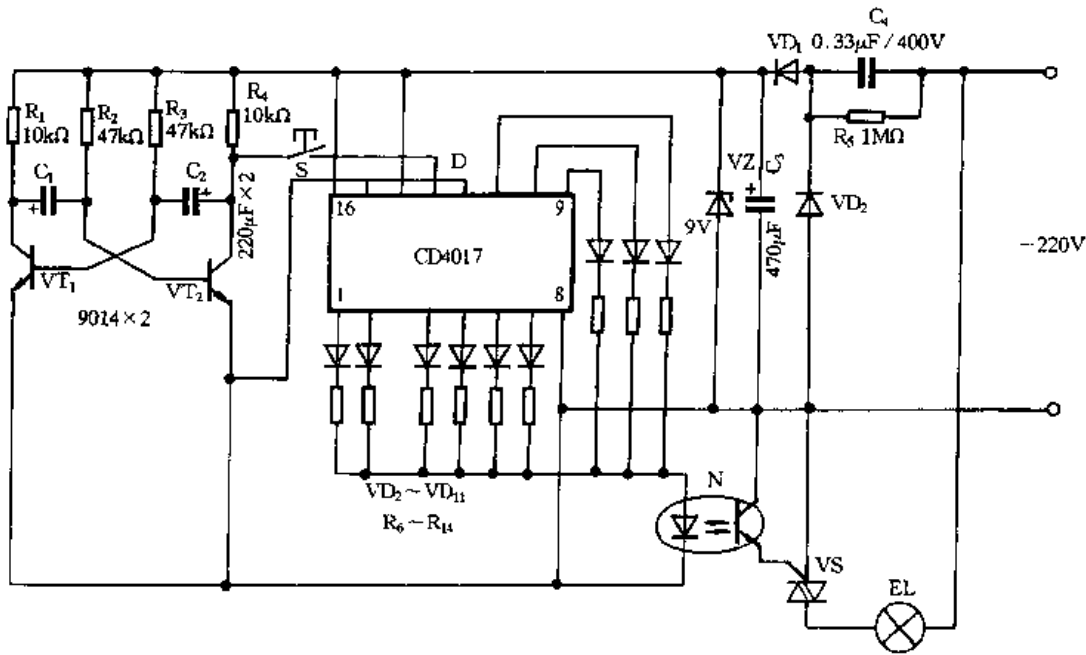 C₄
VD₁ 0.33μF/400V
R₁
10kΩ
R₂
47kΩ
R₃
47kΩ
R₄
10kΩ
S
D
R₅ 1MΩ
C₁
+
C₂
+
220μF×2
16
9
CD4017
1
8
VZ
9V
C₃
+
470μF
VD₂
~220V
VT₁
VT₂
9014×2
VD₂~VD₁₁
R₆~R₁₄
N
VS
EL